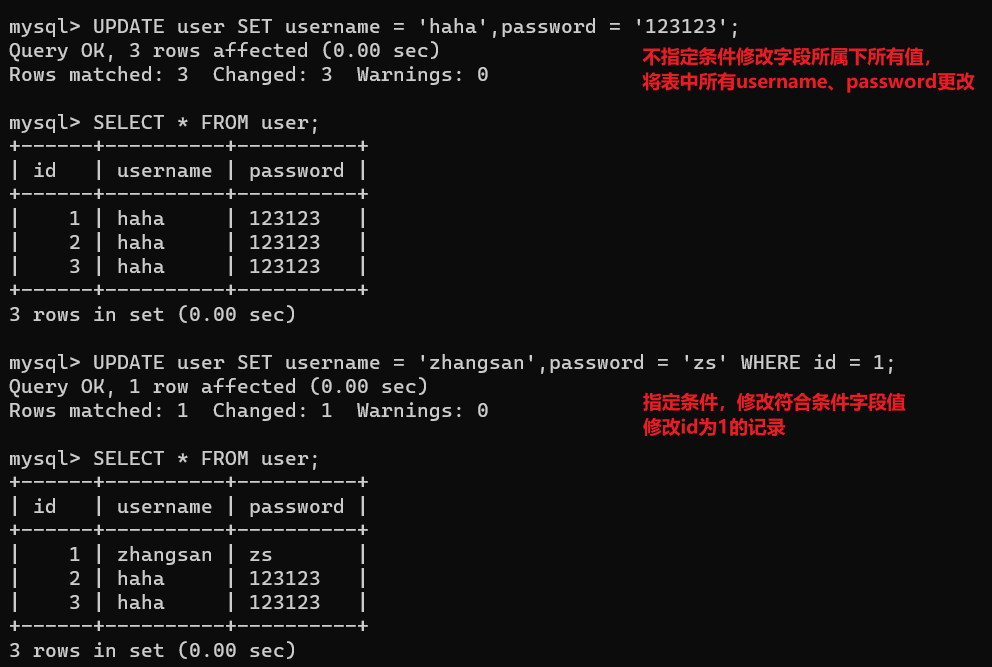 mysql> UPDATE user SET username = 'haha',password = '123123';
Query OK, 3 rows affected (0.00 sec)
不指定条件修改字段所属下所有值，
Rows matched: 3  Changed: 3  Warnings: 0
将表中所有username、password更改
mysql> SELECT * FROM user;
+------+----------+----------+
| id   | username | password |
+------+----------+----------+
|    1 | haha     | 123123   |
|    2 | haha     | 123123   |
|    3 | haha     | 123123   |
+------+----------+----------+
3 rows in set (0.00 sec)
mysql> UPDATE user SET username = 'zhangsan',password = 'zs' WHERE id = 1;
Query OK, 1 row affected (0.00 sec)
Rows matched: 1  Changed: 1  Warnings: 0
指定条件，修改符合条件字段值
修改id为1的记录
mysql> SELECT * FROM user;
+------+----------+----------+
| id   | username | password |
+------+----------+----------+
|    1 | zhangsan | zs       |
|    2 | haha     | 123123   |
|    3 | haha     | 123123   |
+------+----------+----------+
3 rows in set (0.00 sec)